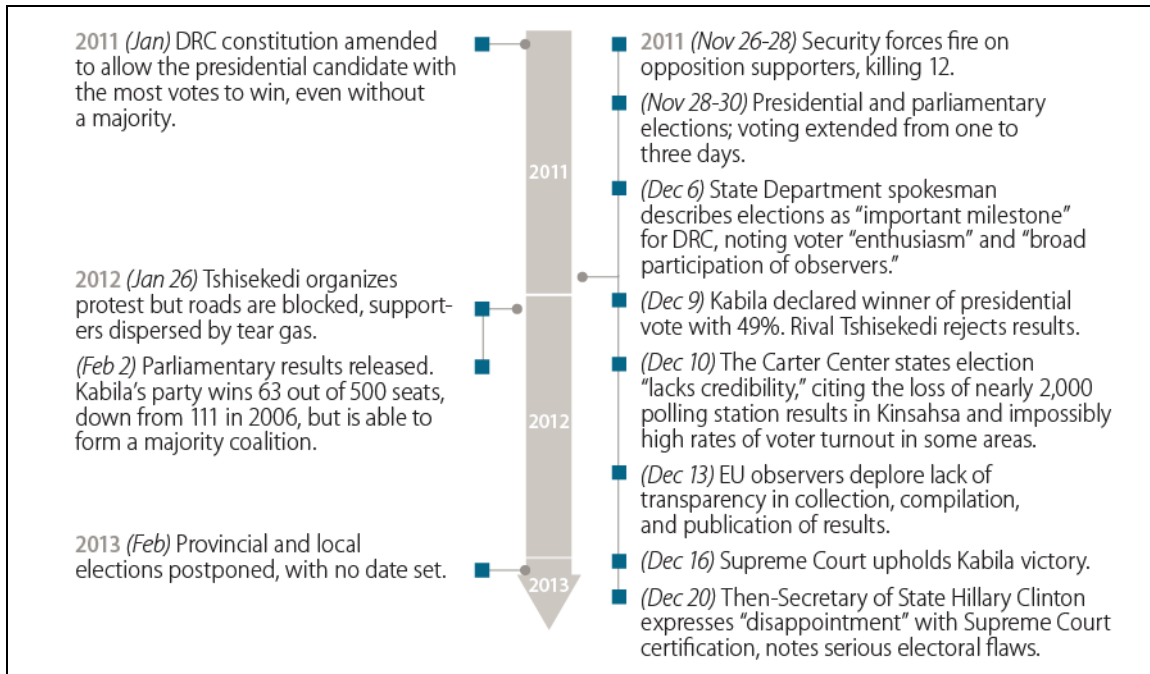 2011 (Jan) DRC constitution amended
to allow the presidential candidate with
the most votes to win, even without
a majority.
2012 (Jan 26) Tshisekedi organizes
protest but roads are blocked, support-
ers dispersed by tear gas.
(Feb 2) Parliamentary results released.
Kabila's party wins 63 out of 500 seats,
down from 111 in 2006, but is able to
form a majority coalition.
2013 (Feb) Provincial and local
elections postponed, with no date set.
2011
2012
2013
2011 (Nov 26-28) Security forces fire on
opposition supporters, killing 12.
(Nov 28-30) Presidential and parliamentary
elections; voting extended from one to
three days.
(Dec 6) State Department spokesman
describes elections as “important milestone”
for DRC, noting voter “enthusiasm” and “broad
participation of observers.”
(Dec 9) Kabila declared winner of presidential
vote with 49%. Rival Tshisekedi rejects results.
(Dec 10) The Carter Center states election
“lacks credibility,” citing the loss of nearly 2,000
polling station results in Kinsahsa and impossibly
high rates of voter turnout in some areas.
(Dec 13) EU observers deplore lack of
transparency in collection, compilation,
and publication of results.
(Dec 16) Supreme Court upholds Kabila victory.
(Dec 20) Then-Secretary of State Hillary Clinton
expresses “disappointment” with Supreme Court
certification, notes serious electoral flaws.